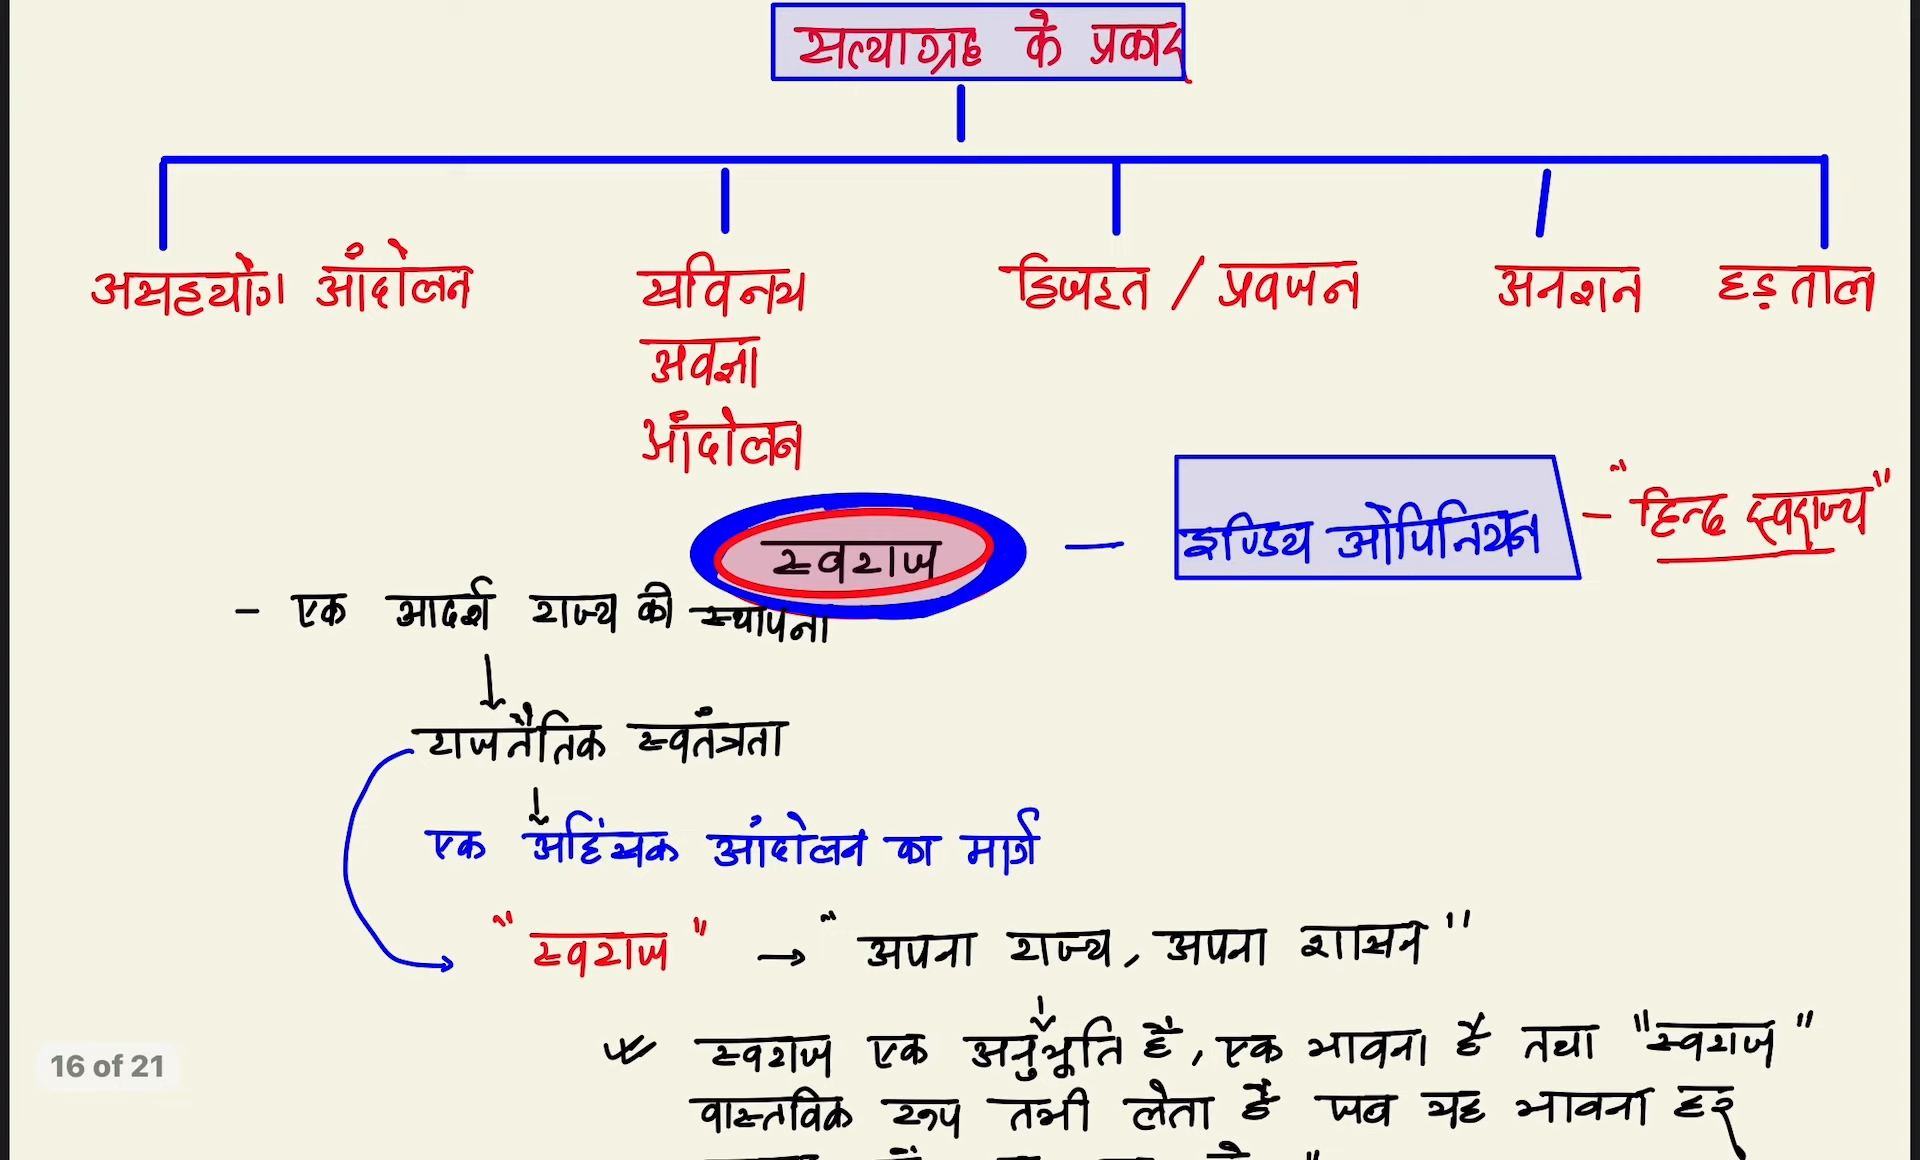 सत्याग्रह के प्रकार
असहयोग आंदोलन सविनय हिजरत / प्रवजन अनशन हड़ताल
अवज्ञा
आंदोलन
स्वराज — इण्डिय ओपिनियन – "हिन्द स्वराज्य"
– एक आदर्श राज्य की स्थापना
↓
राजनैतिक स्वतंत्रता
↓
एक अहिंसक आंदोलन का मार्ग
"स्वराज" → "अपना राज्य, अपना शासन"
↓
स्वराज एक अनुभूति है, एक भावना है तथा "स्वराज"
वास्तविक रूप तभी लेता है जब यह भावना हर
16 of 21